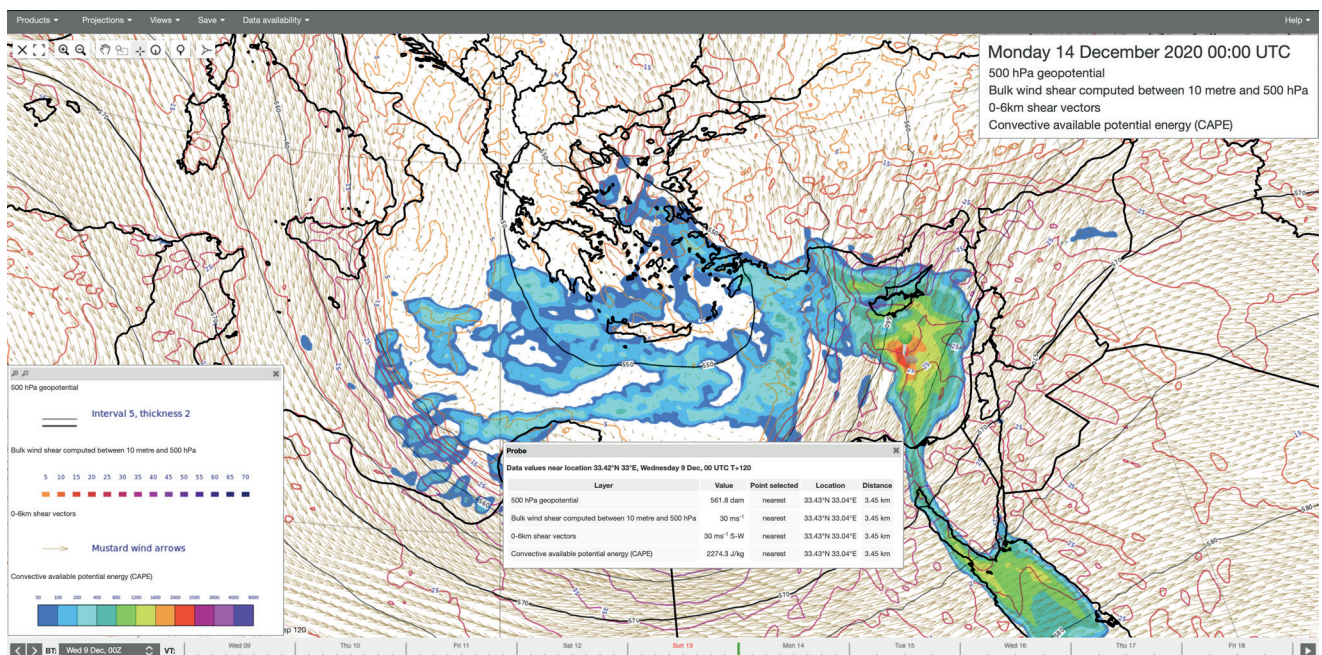 Products Projections Views Save Data availability Help
Monday 14 December 2020 00:00 UTC
500 hPa geopotential
Bulk wind shear computed between 10 metre and 500 hPa
0-6km shear vectors
Convective available potential energy (CAPE)
500 hPa geopotential
Interval 5, thickness 2
Bulk wind shear computed between 10 metre and 500 hPa
5 10 15 20 25 30 35 40 45 50 55 60 65 70
0-6km shear vectors
Mustard wind arrows
Convective available potential energy (CAPE)
50 100 200 400 800 1200 1600 2000 2500 3000 4000 9000
Probe
Data values near location 33.42°N 33°E, Wednesday 9 Dec, 00 UTC T+120
Layer Value Point selected Location Distance
500 hPa geopotential 561.8 dam nearest 33.43°N 33.04°E 3.45 km
Bulk wind shear computed between 10 metre and 500 hPa 30 ms⁻¹ nearest 33.43°N 33.04°E 3.45 km
0-6km shear vectors 30 ms⁻¹ S-W nearest 33.43°N 33.04°E 3.45 km
Convective available potential energy (CAPE) 2274.3 J/kg nearest 33.43°N 33.04°E 3.45 km
BT: Wed 9 Dec, 00Z VT: Wed 09 Thu 10 Fri 11 Sat 12 Sun 13 Mon 14 Tue 15 Wed 16 Thu 17 Fri 18